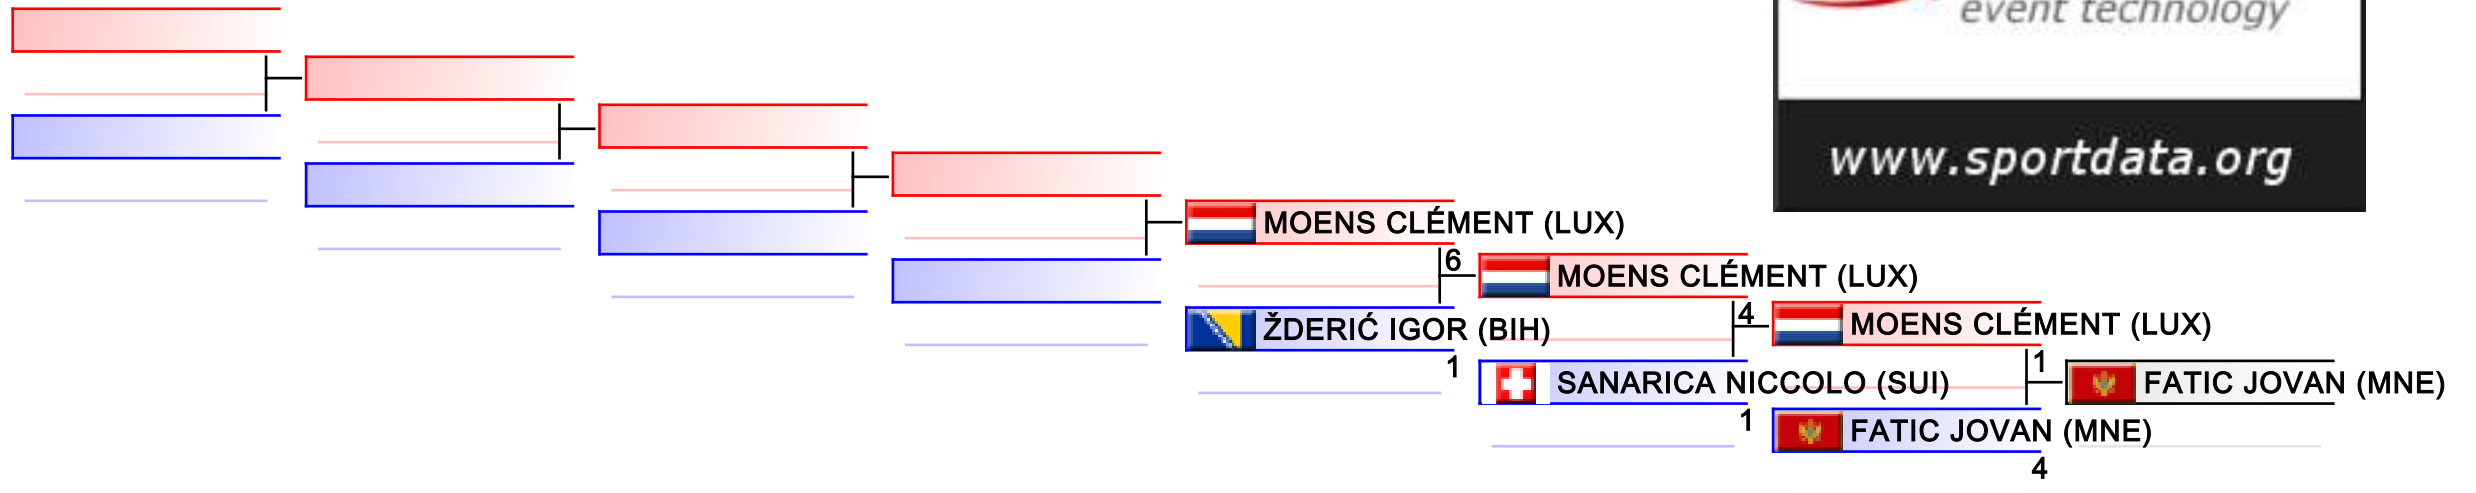 event technology
www.sportdata.org
MOENS CLÉMENT (LUX)
6
MOENS CLÉMENT (LUX)
ŽDERIĆ IGOR (BIH)
1
4
MOENS CLÉMENT (LUX)
SANARICA NICCOLO (SUI)
1
1
FATIC JOVAN (MNE)
FATIC JOVAN (MNE)
4